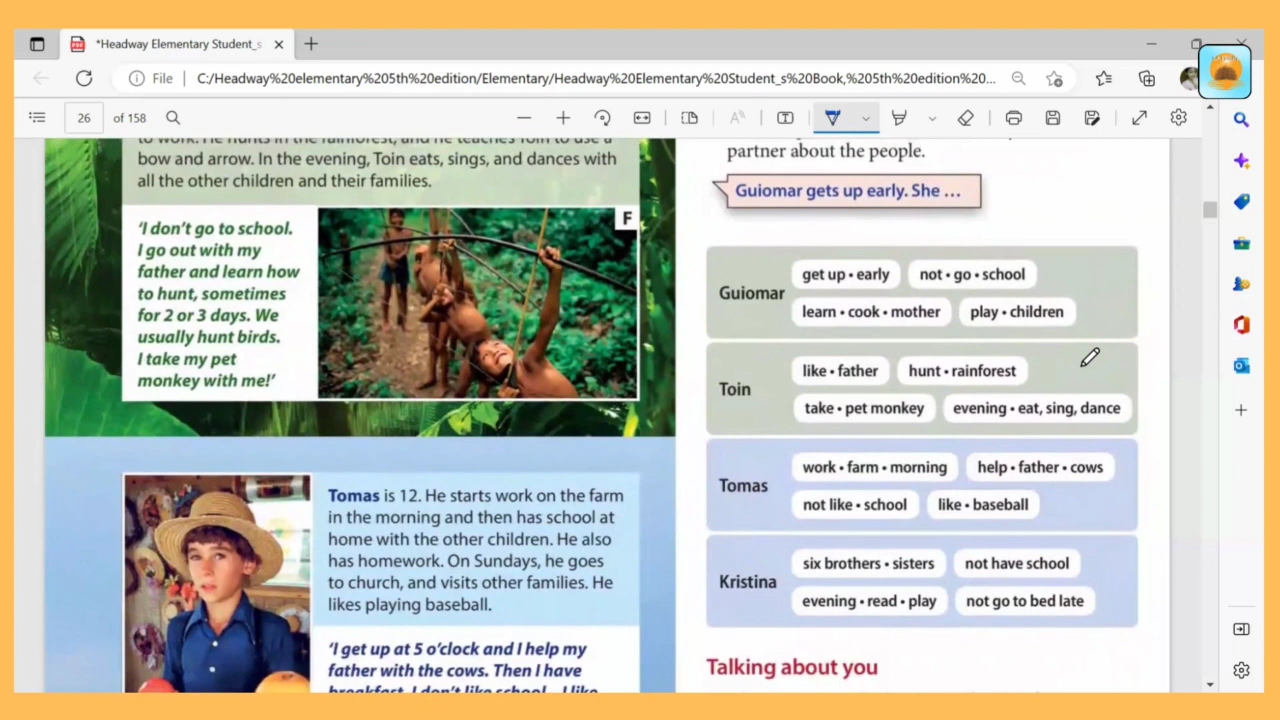 *Headway Elementary Student_s
File
C:/Headway%20elementary%205th%20edition/Elementary/Headway%20Elementary%20Student_s%20Book,%205th%20edition%20...
26 of 158
bow and arrow. In the evening, Toin eats, sings, and dances with
all the other children and their families.
'I don't go to school.
I go out with my
father and learn how
to hunt, sometimes
for 2 or 3 days. We
usually hunt birds.
I take my pet
monkey with me!'
F
Tomas is 12. He starts work on the farm
in the morning and then has school at
home with the other children. He also
has homework. On Sundays, he goes
to church, and visits other families. He
likes playing baseball.
'I get up at 5 o'clock and I help my
father with the cows. Then I have
partner about the people.
Guiomar gets up early. She ...
Guiomar
get up • early
not • go • school
learn • cook • mother
play • children
Toin
like • father
hunt • rainforest
take • pet monkey
evening • eat, sing, dance
Tomas
work • farm • morning
help • father • cows
not like • school
like • baseball
Kristina
six brothers • sisters
not have school
evening • read • play
not go to bed late
Talking about you